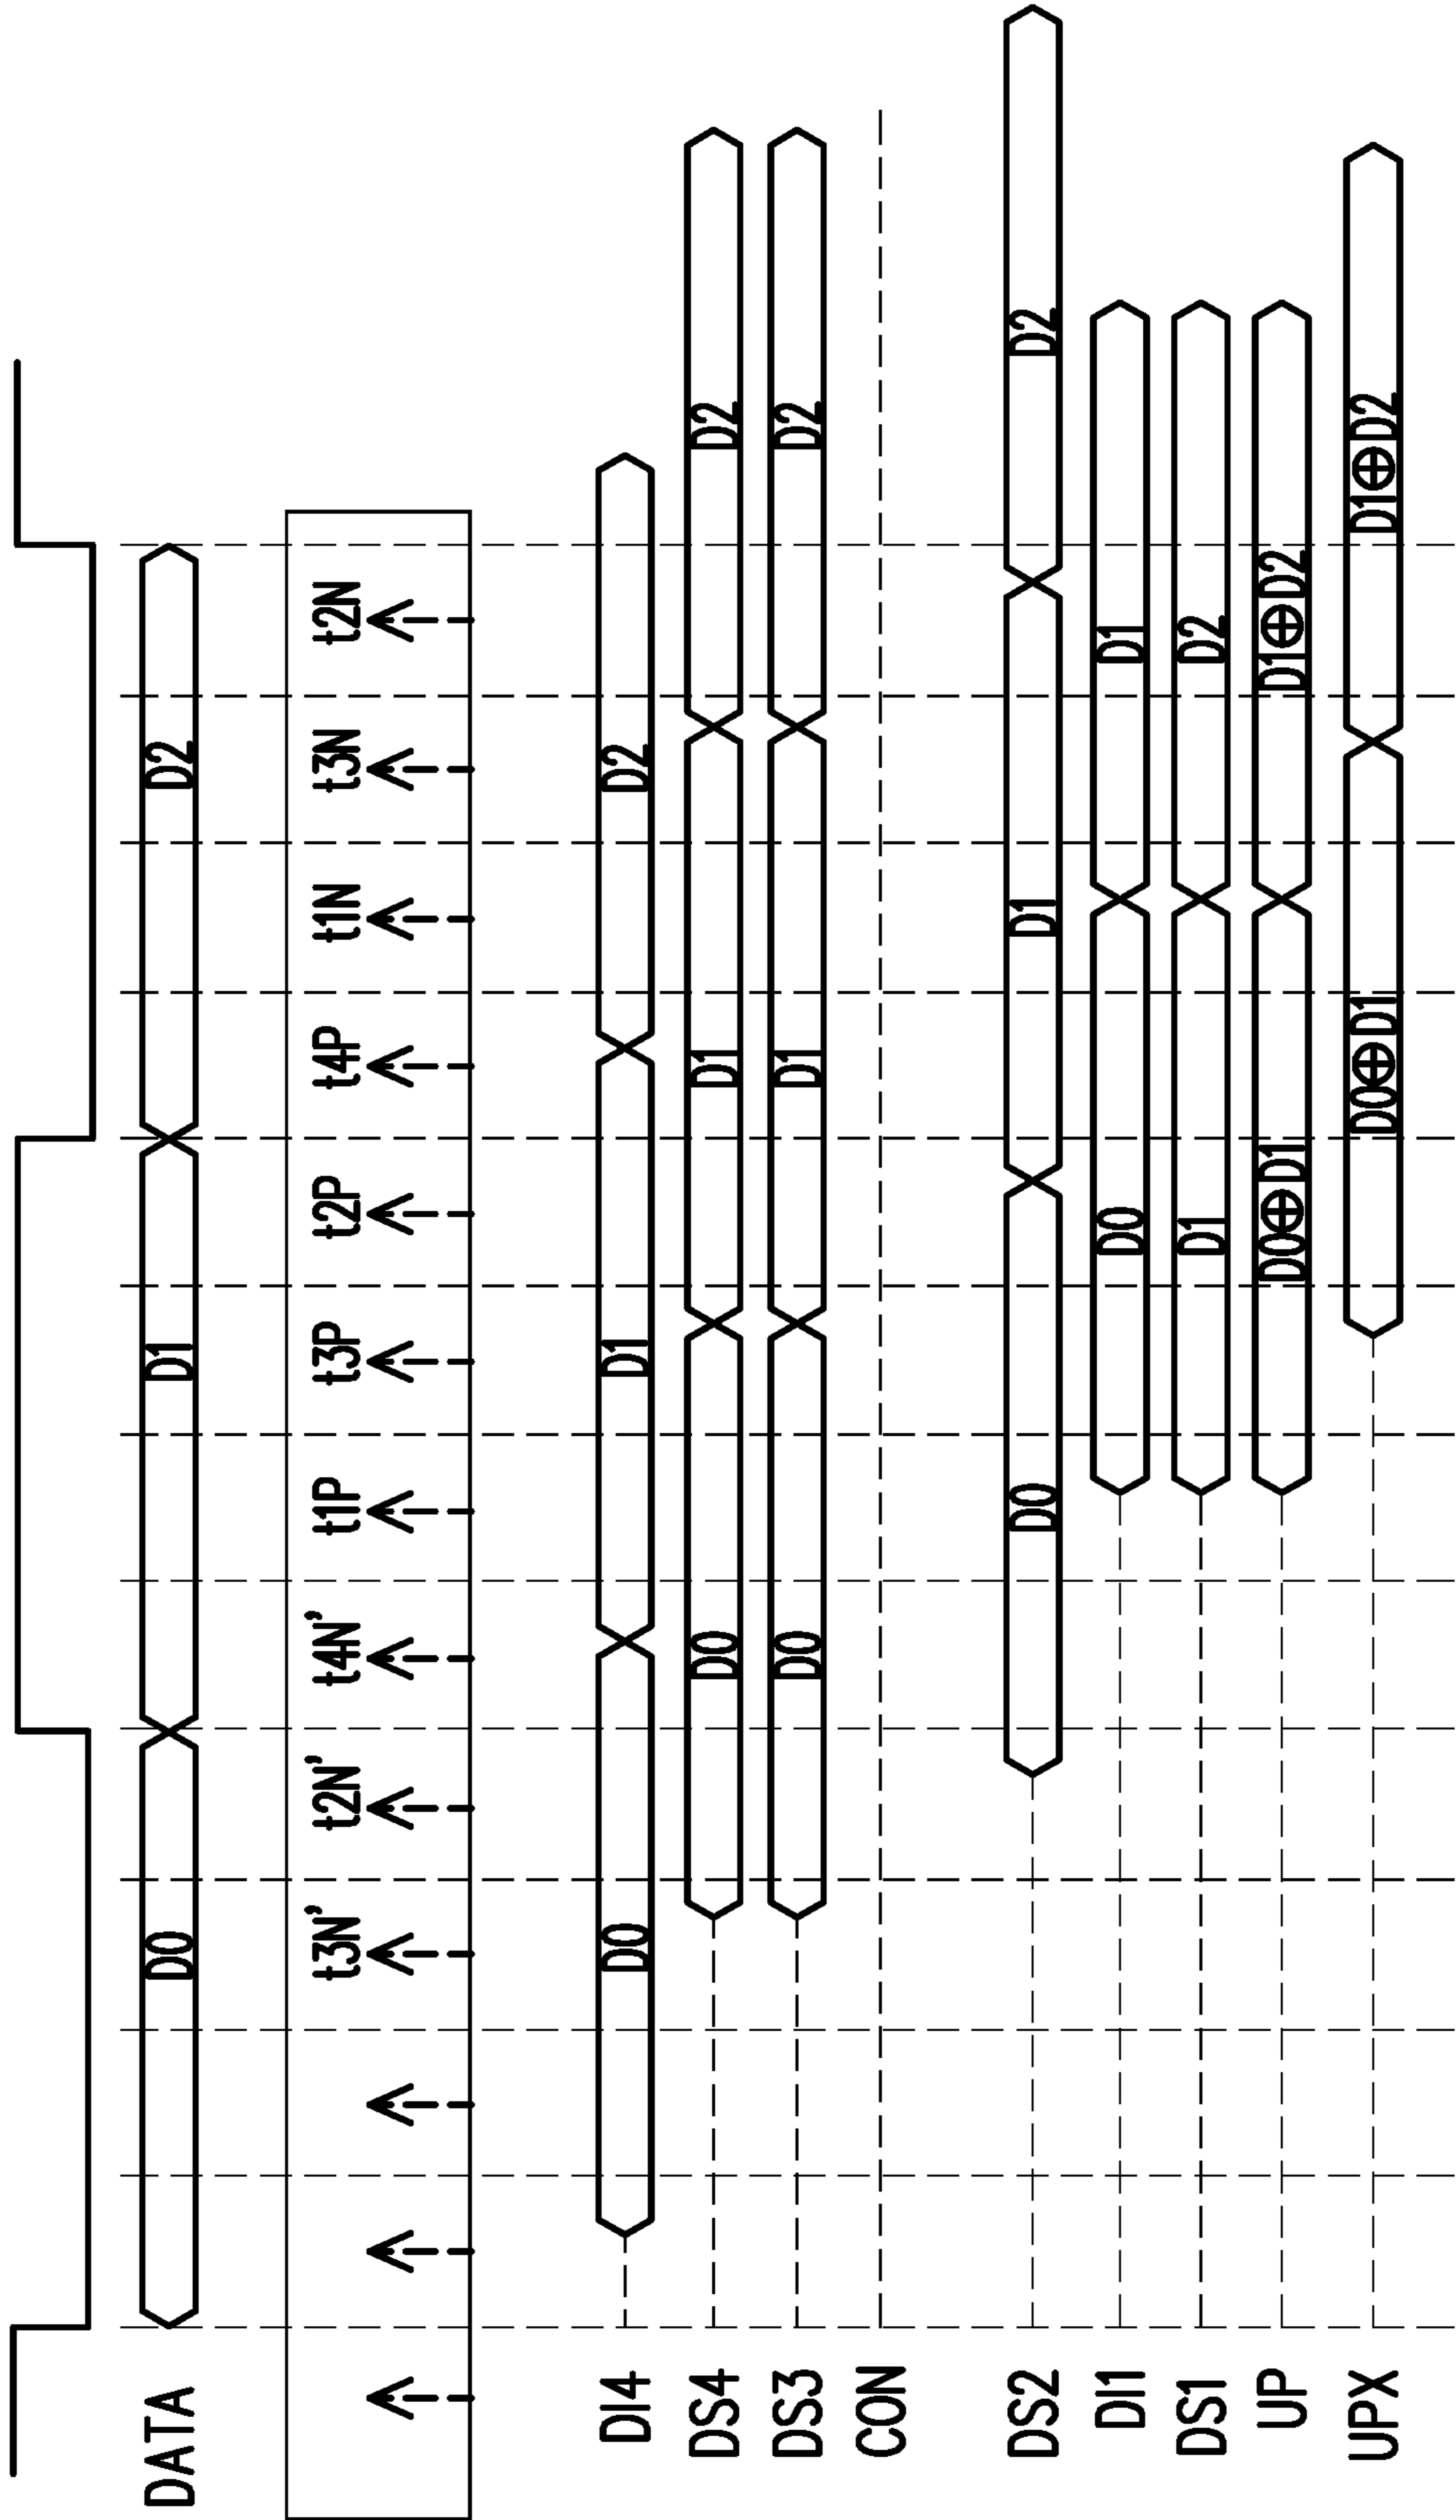 DATA D0 D1 D2
t3N' t2N' t4N' t1P t3P t2P t4P t1N t3N t2N
DI4 D0 D1 D2
DS4 D0 D1 D2
DS3 D0 D1 D2
CON
DS2 D0 D1 D2
DI1 D0 D1
DS1 D1 D2
UP D0⊕D1 D1⊕D2
UPX D0⊕D1 D1⊕D2